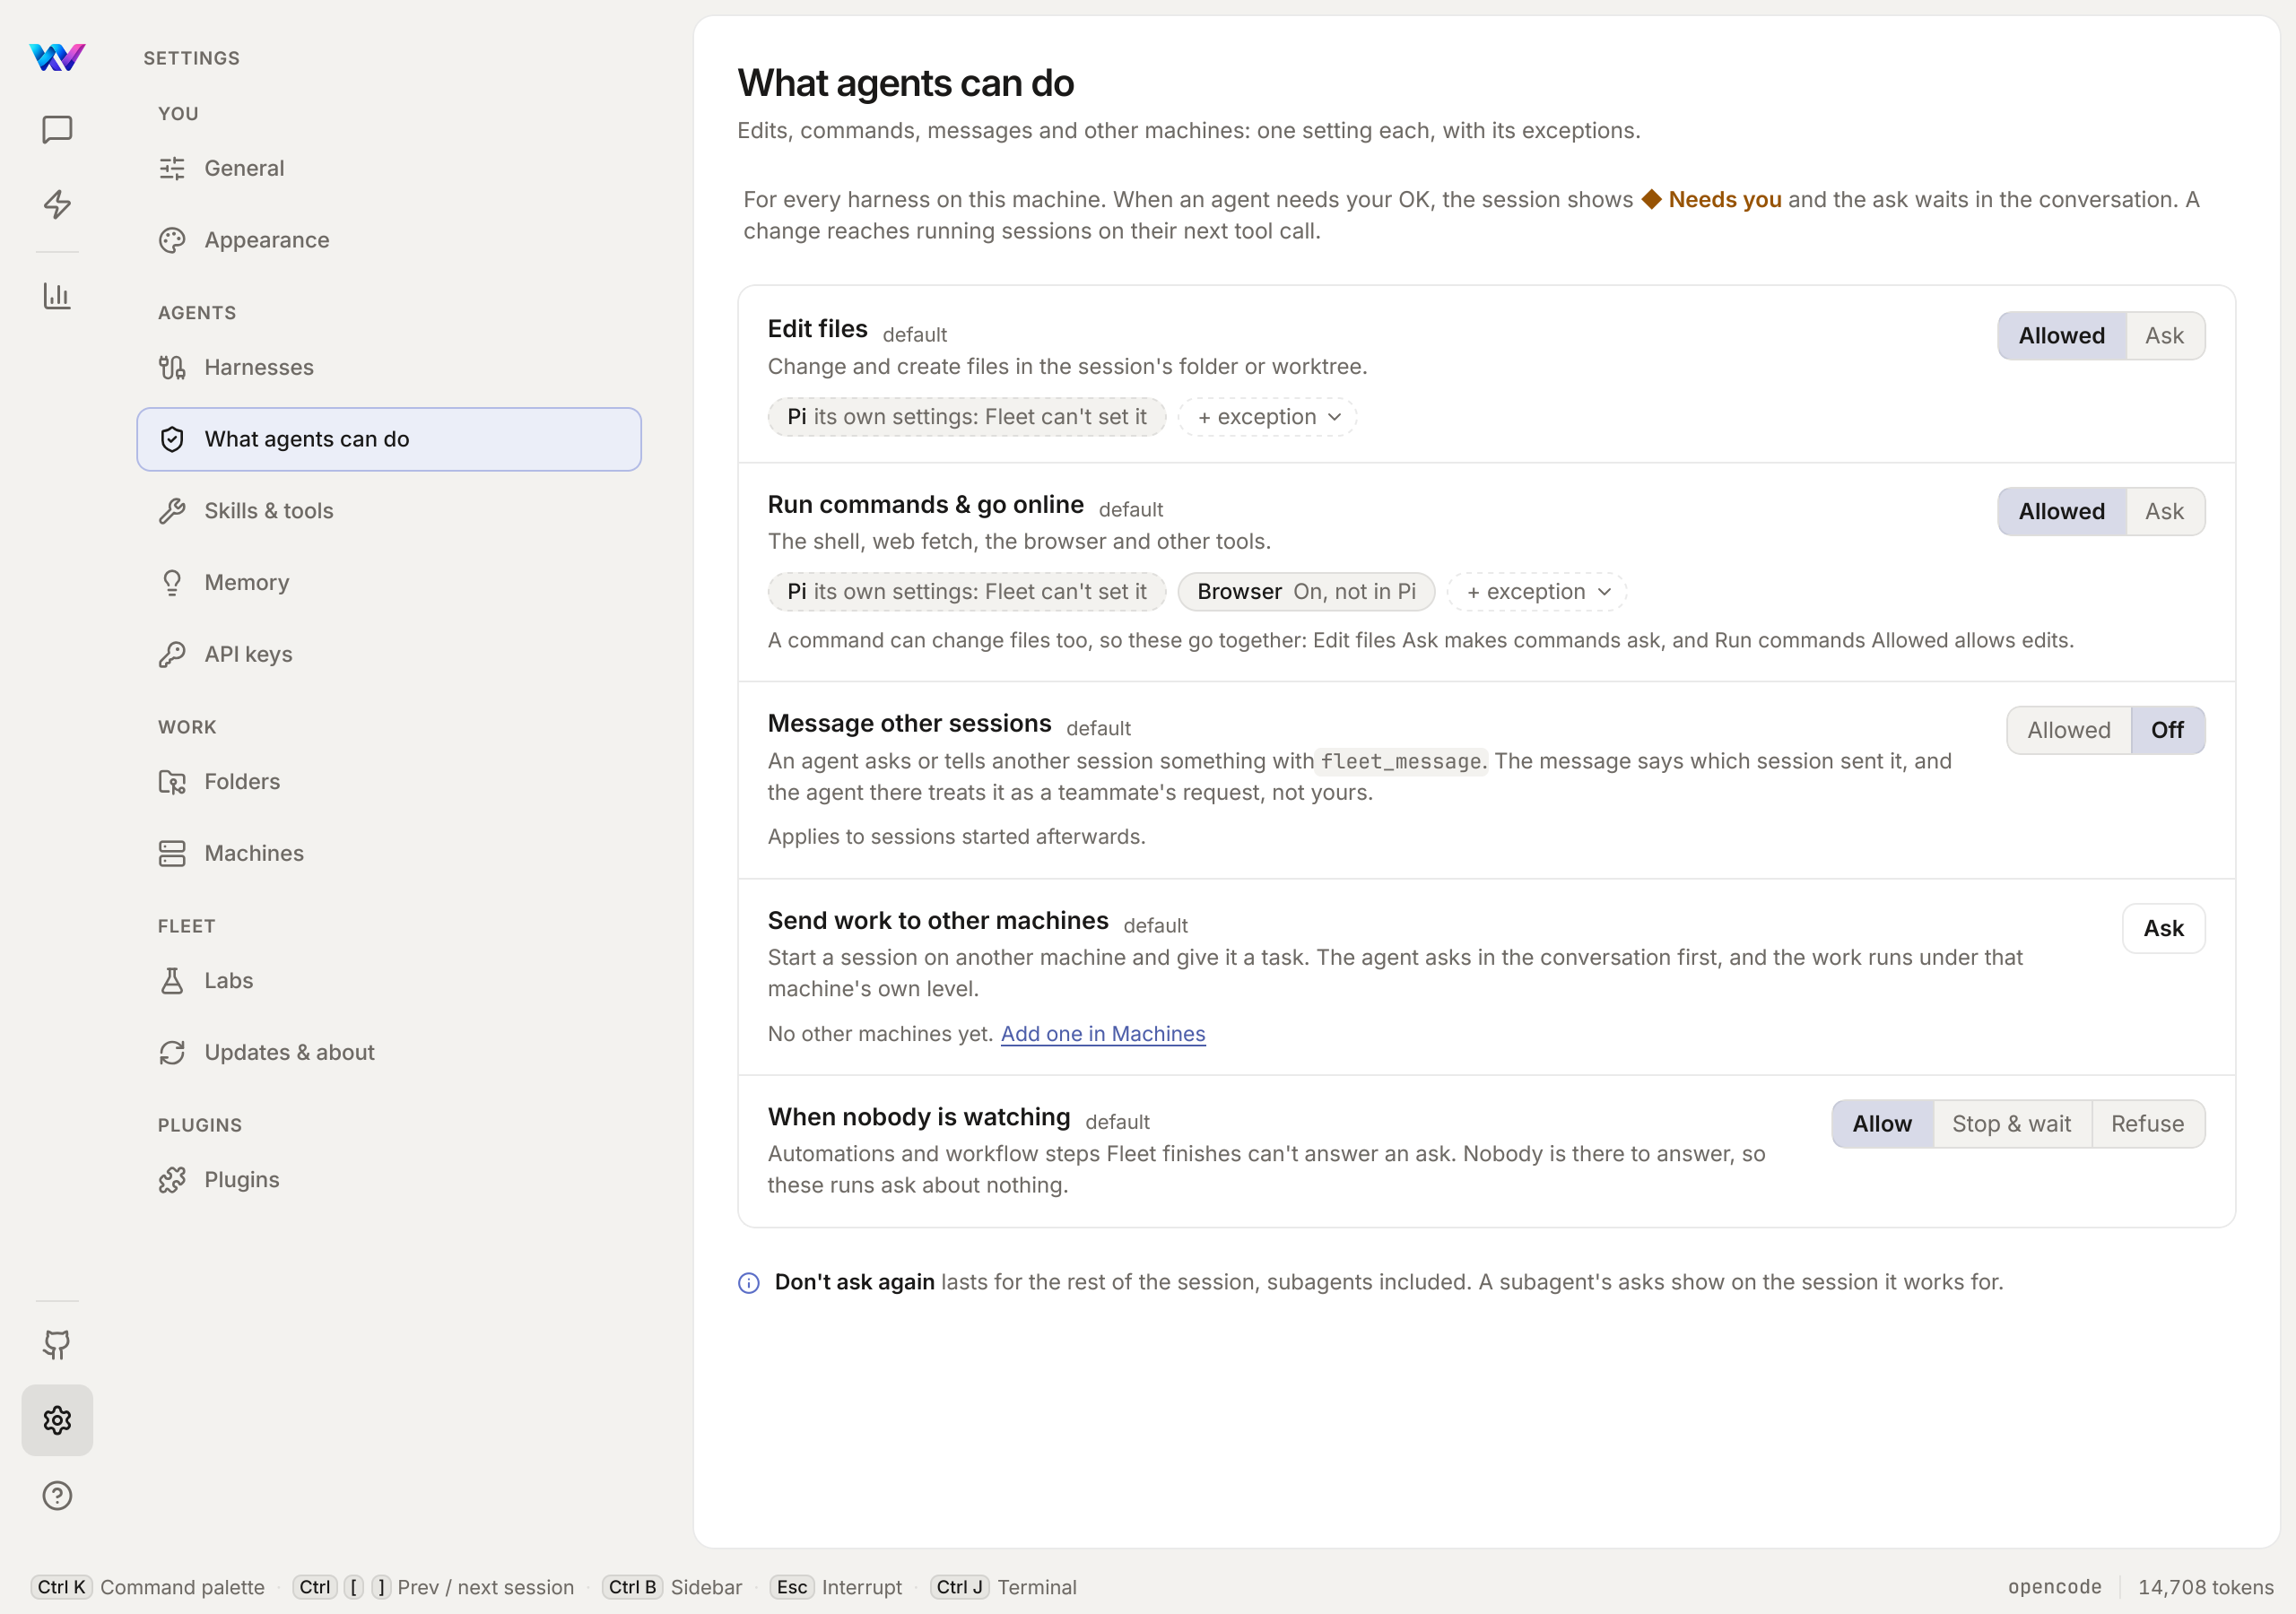 SETTINGS
YOU
General
Appearance
AGENTS
Harnesses
What agents can do
Skills & tools
Memory
API keys
WORK
Folders
Machines
FLEET
Labs
Updates & about
PLUGINS
Plugins
What agents can do
Edits, commands, messages and other machines: one setting each, with its exceptions.
For every harness on this machine. When an agent needs your OK, the session shows ◆ Needs you and the ask waits in the conversation. A
change reaches running sessions on their next tool call.
Edit files default
Allowed Ask
Change and create files in the session's folder or worktree.
Pi its own settings: Fleet can't set it + exception
Run commands & go online default
Allowed Ask
The shell, web fetch, the browser and other tools.
Pi its own settings: Fleet can't set it Browser On, not in Pi + exception
A command can change files too, so these go together: Edit files Ask makes commands ask, and Run commands Allowed allows edits.
Message other sessions default
Allowed Off
An agent asks or tells another session something with fleet_message. The message says which session sent it, and
the agent there treats it as a teammate's request, not yours.
Applies to sessions started afterwards.
Send work to other machines default
Ask
Start a session on another machine and give it a task. The agent asks in the conversation first, and the work runs under that
machine's own level.
No other machines yet. Add one in Machines
When nobody is watching default
Allow Stop & wait Refuse
Automations and workflow steps Fleet finishes can't answer an ask. Nobody is there to answer, so
these runs ask about nothing.
Don't ask again lasts for the rest of the session, subagents included. A subagent's asks show on the session it works for.
Ctrl K Command palette · Ctrl [ ] Prev / next session · Ctrl B Sidebar · Esc Interrupt · Ctrl J Terminal
opencode 14,708 tokens